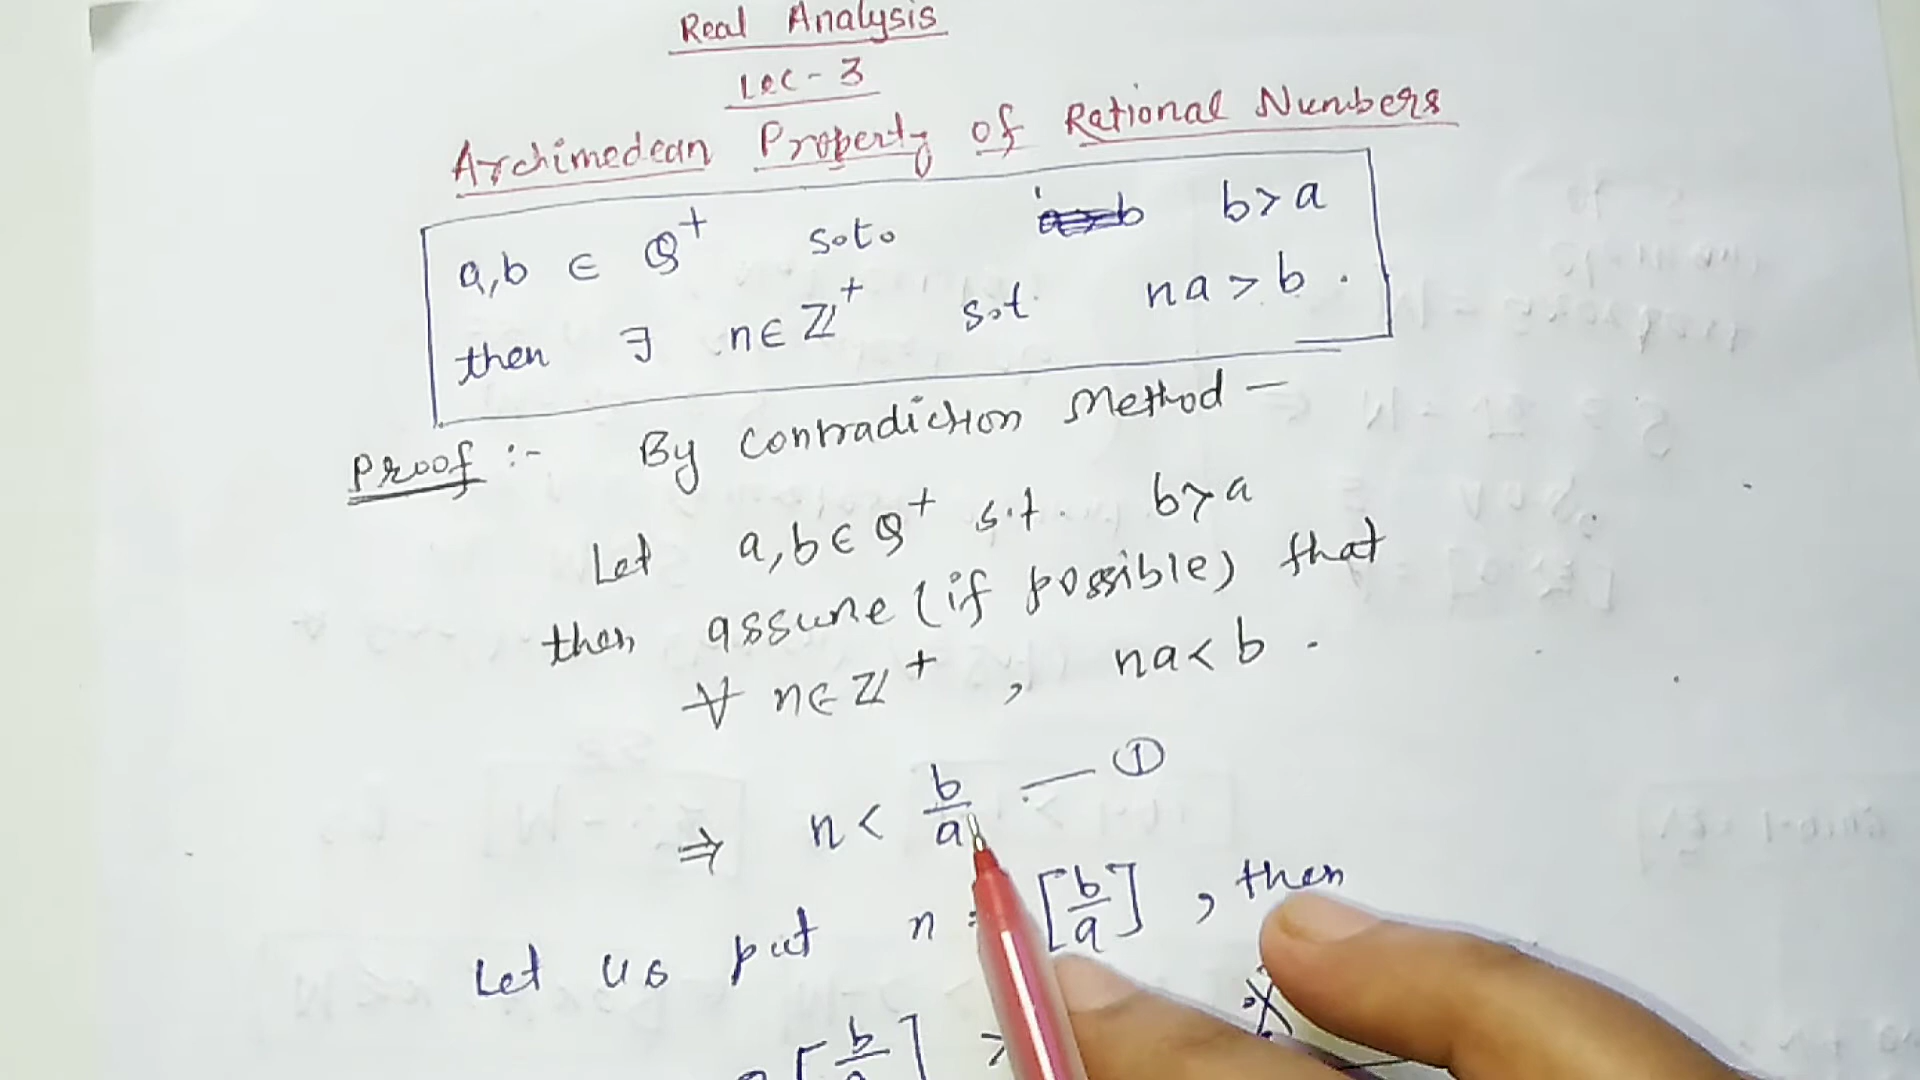 Real Analysis
Lec - 3
Archimedean Property of Rational Numbers
a,b ∈ Q⁺ s.t. b > a
then ∃ n ∈ ℤ⁺ s.t na > b .
Proof :- By Contradiction Method —
Let a,b ∈ Q⁺ s.t. b > a
then assume (if possible) that
∀ n ∈ ℤ⁺ , na < b .
⇒ n < b/a — ①
Let us put n = [b/a] , then